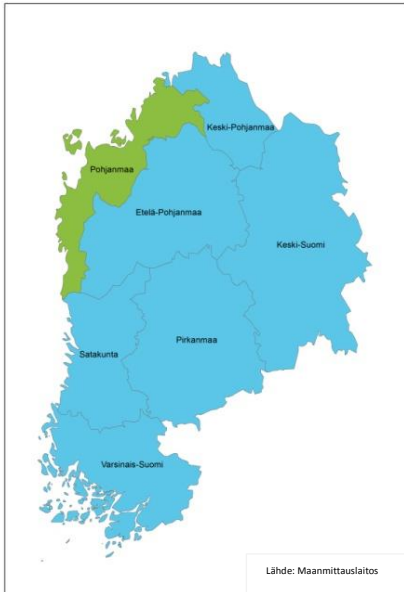 Keski-Pohjanmaa
Pohjanmaa
Etelä-Pohjanmaa
Keski-Suomi
Pirkanmaa
Satakunta
Varsinais-Suomi
Lähde: Maanmittauslaitos